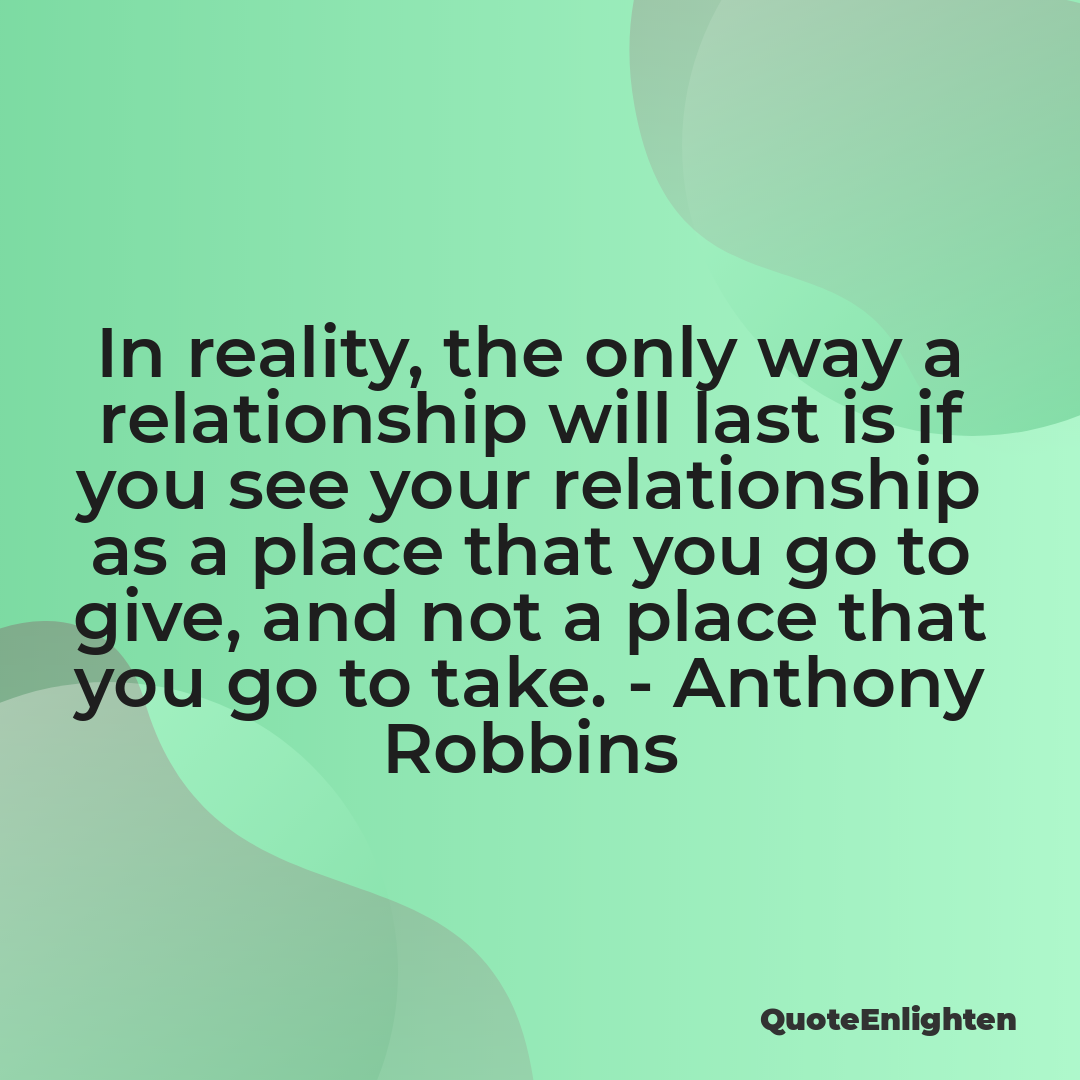 In reality, the only way a
relationship will last is if
you see your relationship
as a place that you go to
give, and not a place that
you go to take. - Anthony
Robbins
QuoteEnlighten